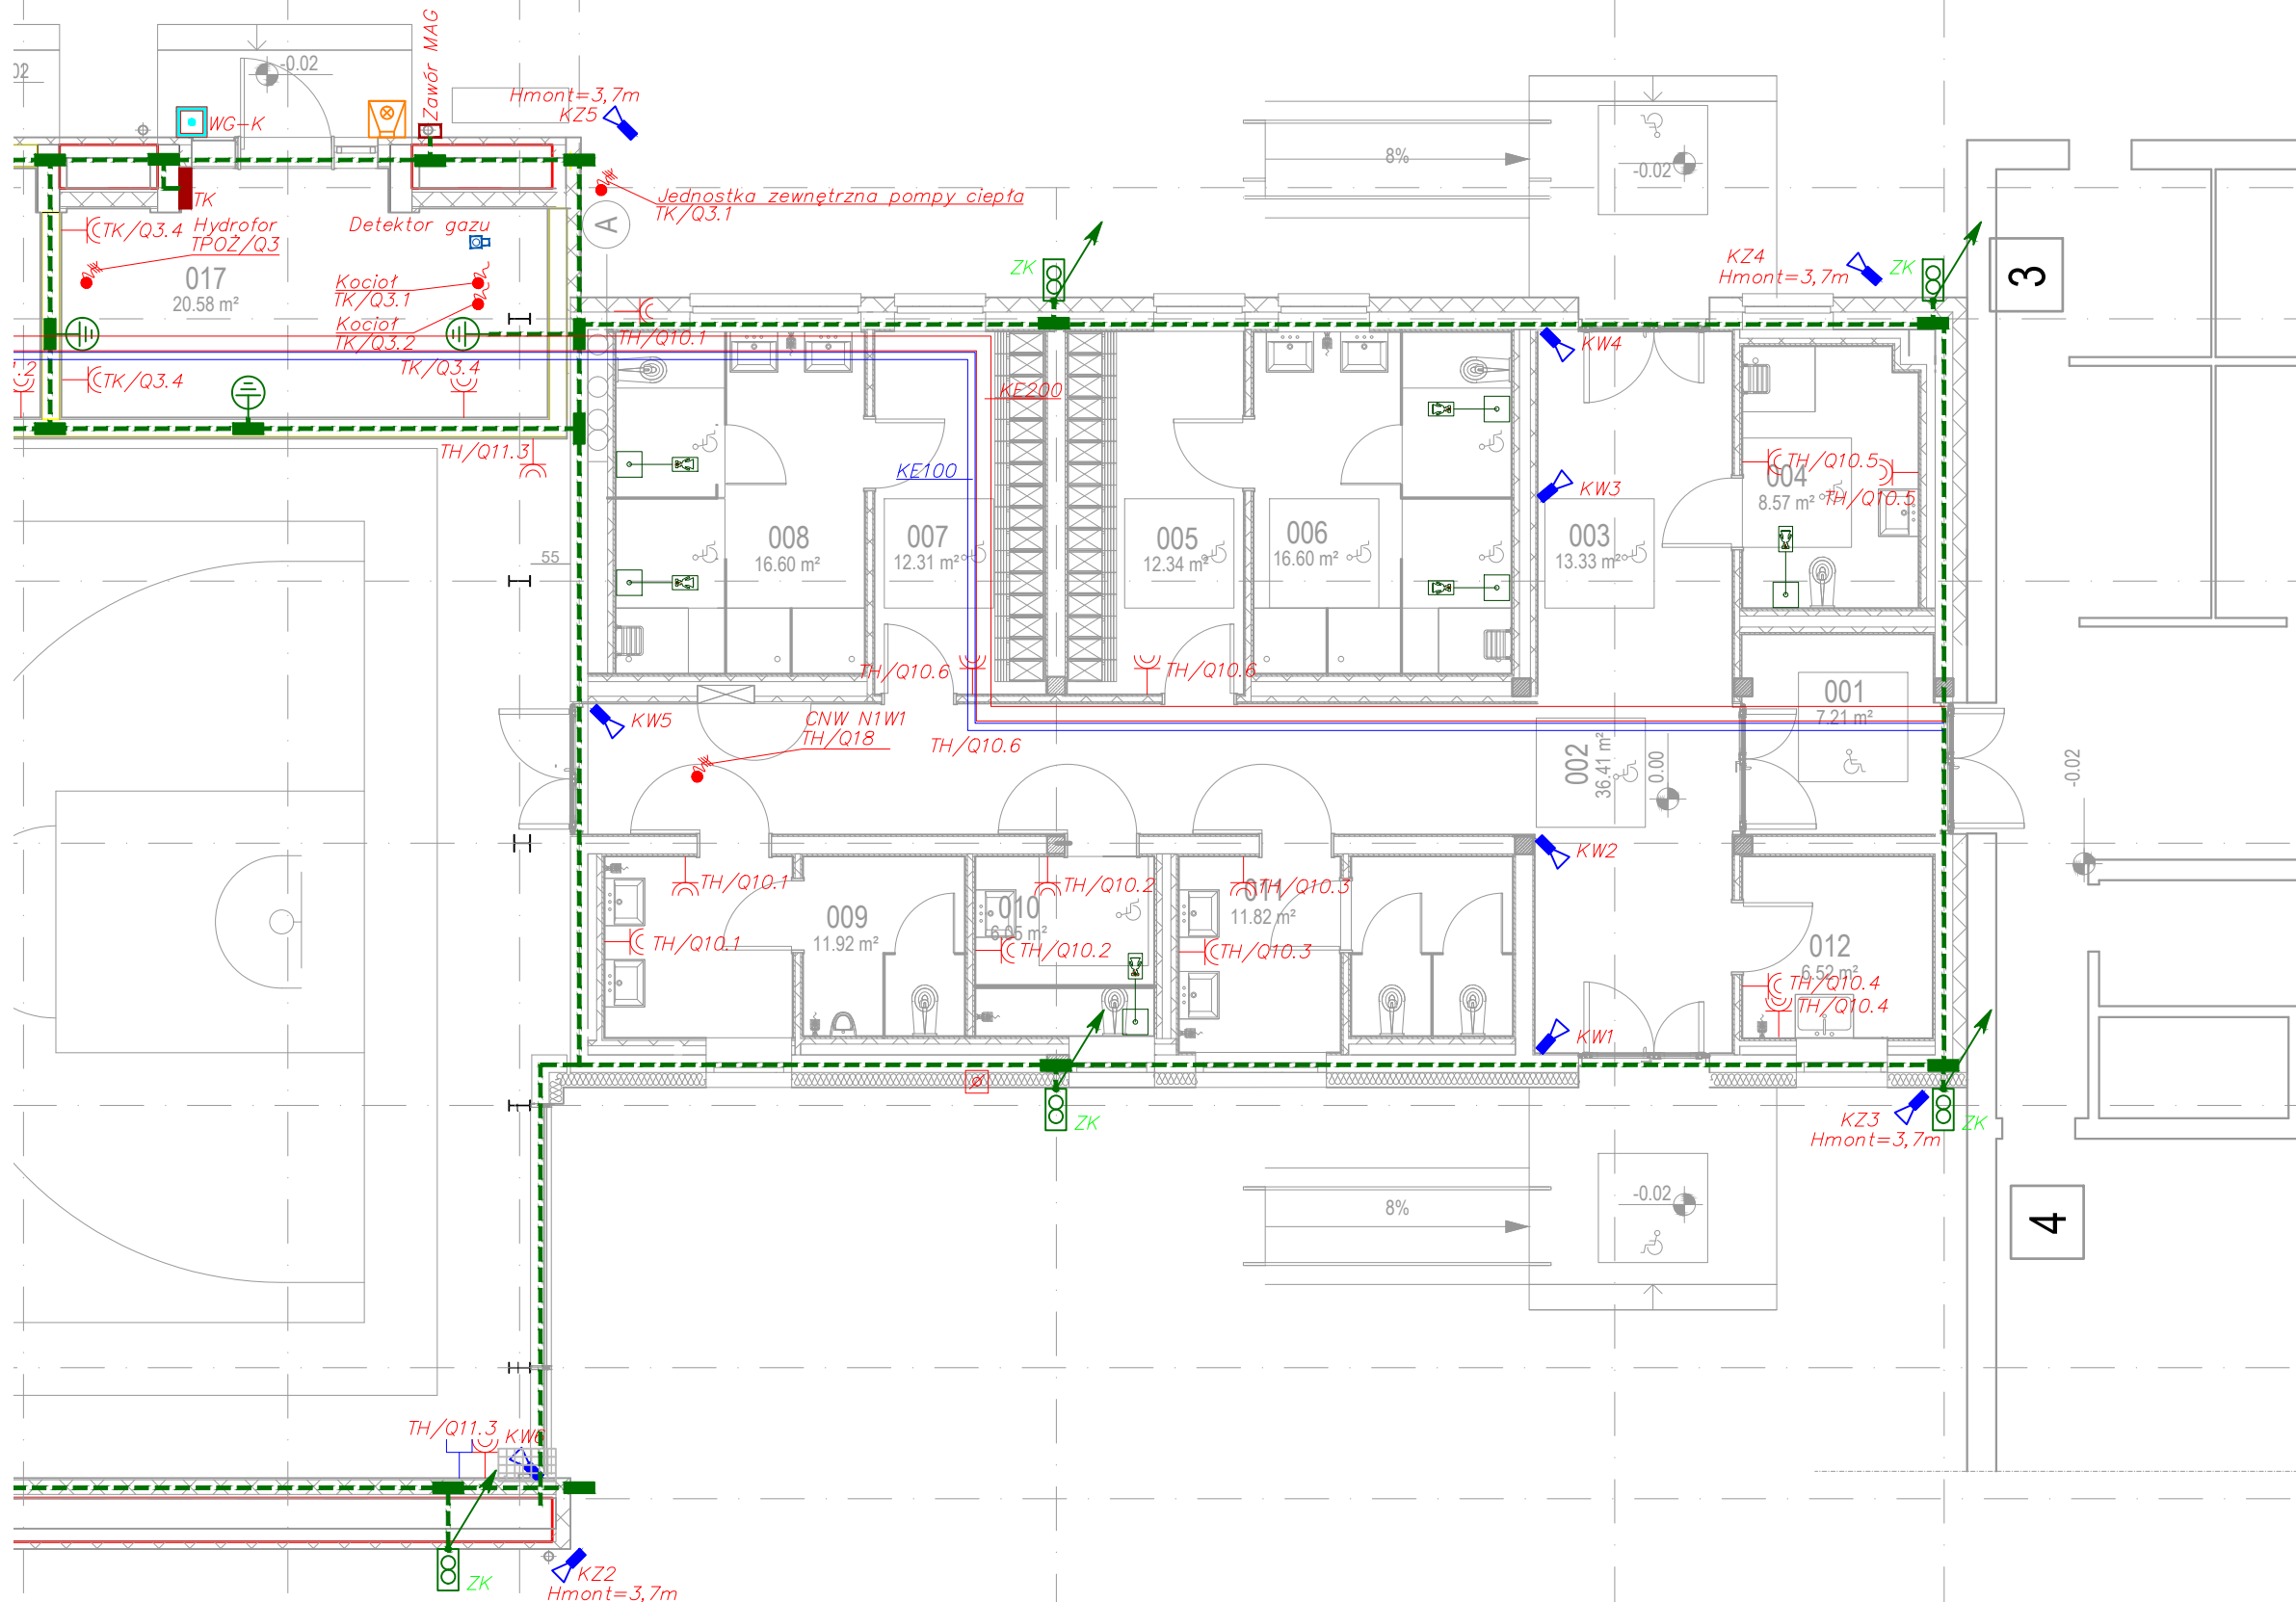 02
-0.02
WG-K
Zawór MAG
Hmont=3,7m
KZ5
8%
-0.02
TK
TK/Q3.4
Hydrofor
TPOŻ/Q3
Detektor gazu
Jednostka zewnętrzna pompy ciepła
TK/Q3.1
A
017
20.58 m²
Kocioł
TK/Q3.1
Kocioł
TK/Q3.2
TK/Q3.4
TK/Q3.4
.2
ZK
KZ4
Hmont=3,7m
ZK
3
TH/Q10.1
KW4
KE200
KE100
TH/Q11.3
KW3
TH/Q10.5
004
8.57 m²
TH/Q10.5
55
008
16.60 m²
007
12.31 m²
005
12.34 m²
006
16.60 m²
003
13.33 m²
TH/Q10.6
TH/Q10.6
001
7.21 m²
KW5
CNW N1W1
TH/Q18
TH/Q10.6
002
36.41 m²
0.00
-0.02
KW2
TH/Q10.1
TH/Q10.2
TH/Q10.3
011
11.82 m²
009
11.92 m²
010
6.05 m²
TH/Q10.1
TH/Q10.2
TH/Q10.3
012
6.52 m²
TH/Q10.4
TH/Q10.4
KW1
ZK
KZ3
Hmont=3,7m
ZK
8%
-0.02
4
TH/Q11.3
KW6
ZK
KZ2
Hmont=3,7m